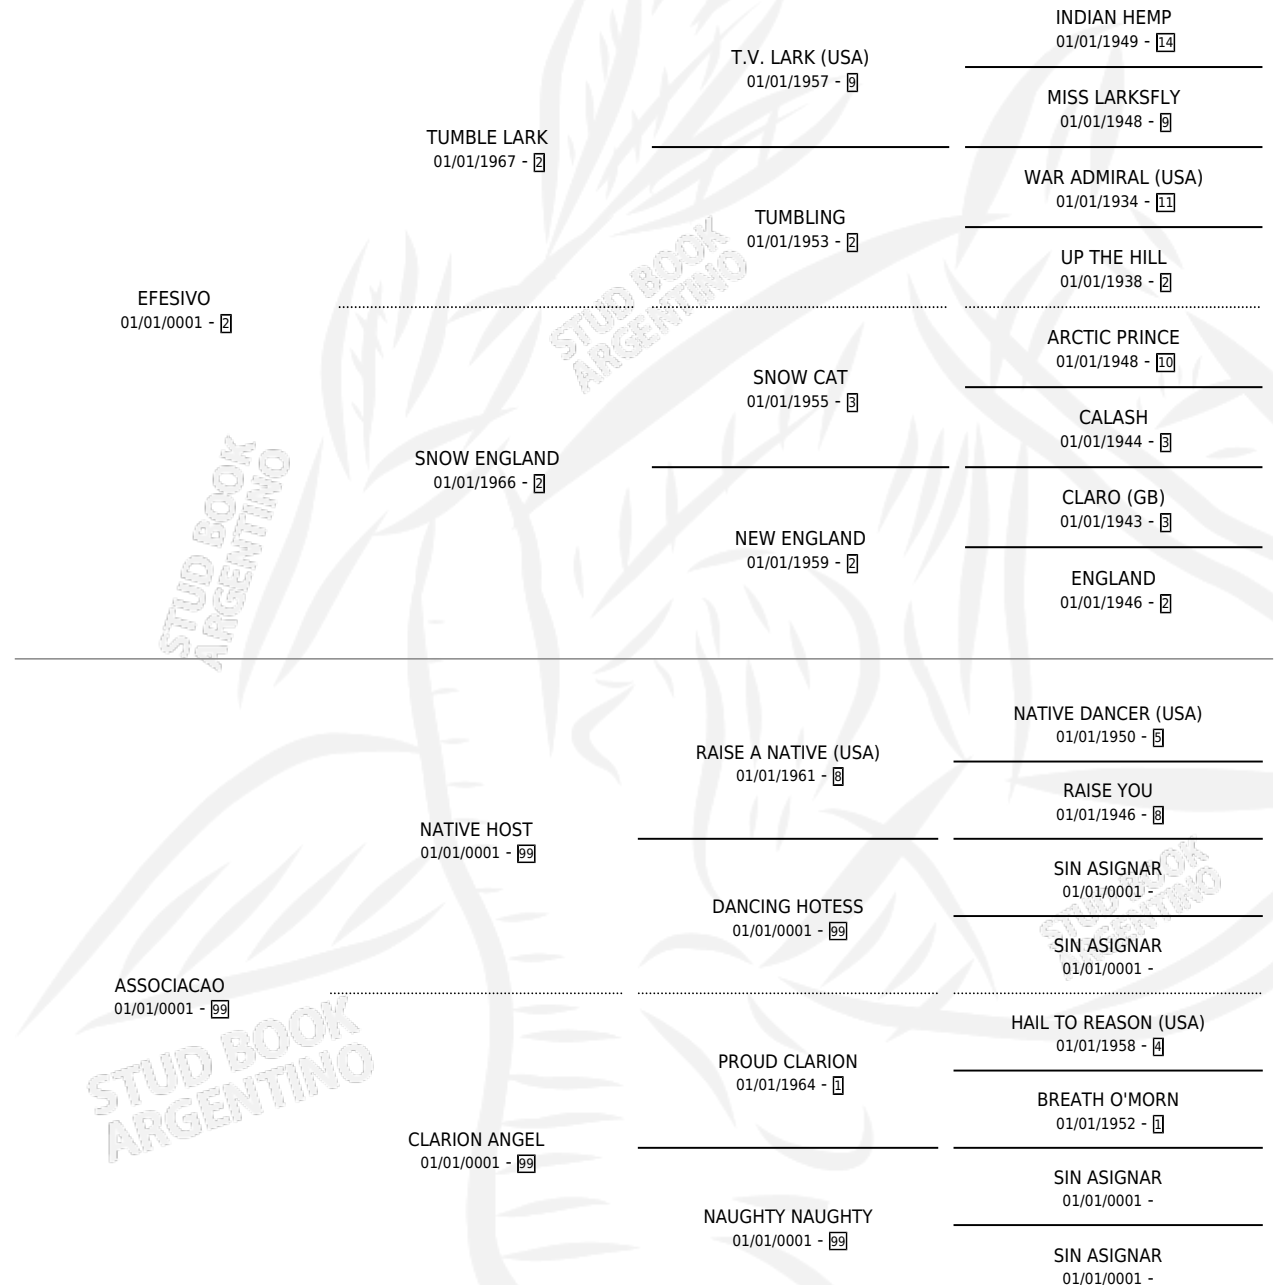 INDIAN HEMP
01/01/1949 - 14
T.V. LARK (USA)
01/01/1957 - 9
MISS LARKSFLY
01/01/1948 - 9
TUMBLE LARK
01/01/1967 - 2
WAR ADMIRAL (USA)
01/01/1934 - 11
TUMBLING
01/01/1953 - 2
UP THE HILL
01/01/1938 - 2
EFESIVO
01/01/0001 - 2
ARCTIC PRINCE
01/01/1948 - 10
SNOW CAT
01/01/1955 - 3
CALASH
01/01/1944 - 3
SNOW ENGLAND
01/01/1966 - 2
CLARO (GB)
01/01/1943 - 3
NEW ENGLAND
01/01/1959 - 2
ENGLAND
01/01/1946 - 2
NATIVE DANCER (USA)
01/01/1950 - 5
RAISE A NATIVE (USA)
01/01/1961 - 8
RAISE YOU
01/01/1946 - 8
NATIVE HOST
01/01/0001 - 99
SIN ASIGNAR
01/01/0001 -
DANCING HOTESS
01/01/0001 - 99
SIN ASIGNAR
01/01/0001 -
ASSOCIACAO
01/01/0001 - 99
HAIL TO REASON (USA)
01/01/1958 - 4
PROUD CLARION
01/01/1964 - 1
BREATH O'MORN
01/01/1952 - 1
CLARION ANGEL
01/01/0001 - 99
SIN ASIGNAR
01/01/0001 -
NAUGHTY NAUGHTY
01/01/0001 - 99
SIN ASIGNAR
01/01/0001 -
STUD BOOK
ARGENTINO
STUD BOOK
ARGENTINO
STUD BOOK
ARGENTINO
STUD BOOK
ARGENTINO